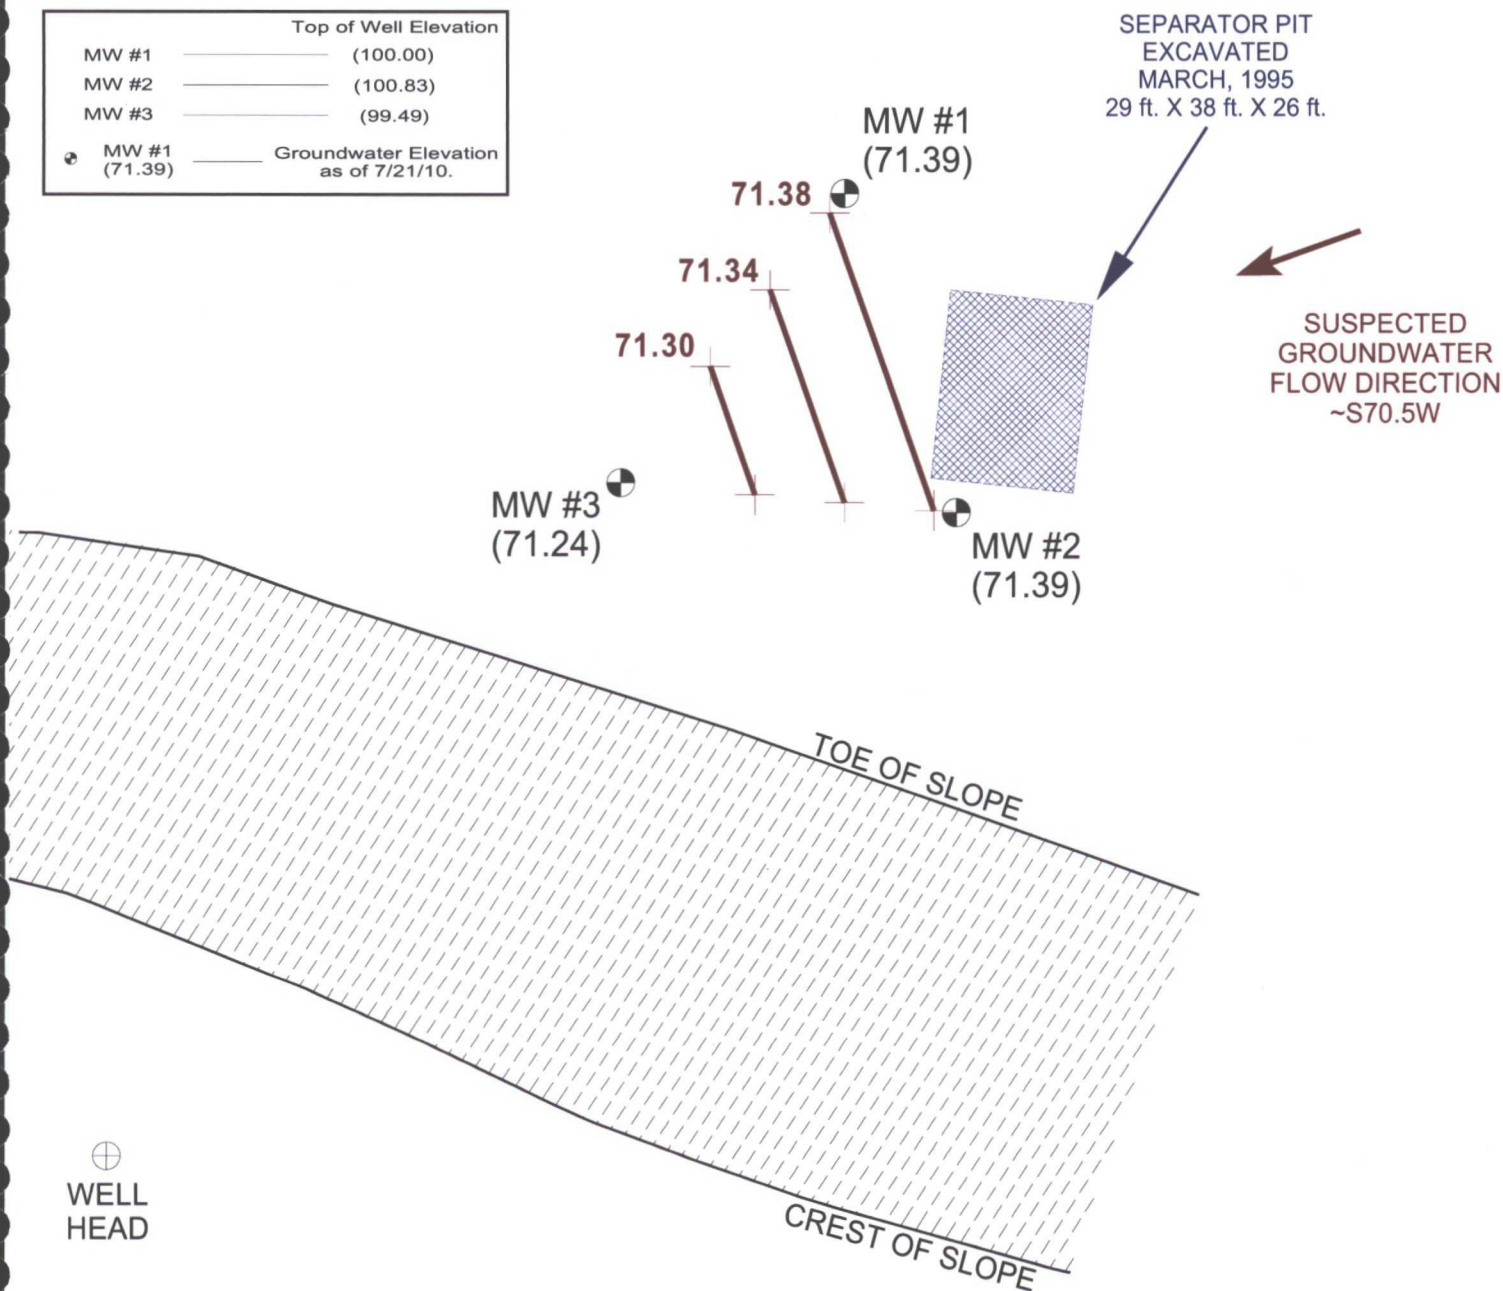 Top of Well Elevation
MW #1 (100.00)
MW #2 (100.83)
MW #3 (99.49)
MW #1 Groundwater Elevation
(71.39) as of 7/21/10.
SEPARATOR PIT
EXCAVATED
MARCH, 1995
29 ft. X 38 ft. X 26 ft.
MW #1
(71.39)
71.38
71.34
71.30
SUSPECTED
GROUNDWATER
FLOW DIRECTION
~S70.5W
MW #3
(71.24)
MW #2
(71.39)
TOE OF SLOPE
WELL
HEAD
CREST OF SLOPE